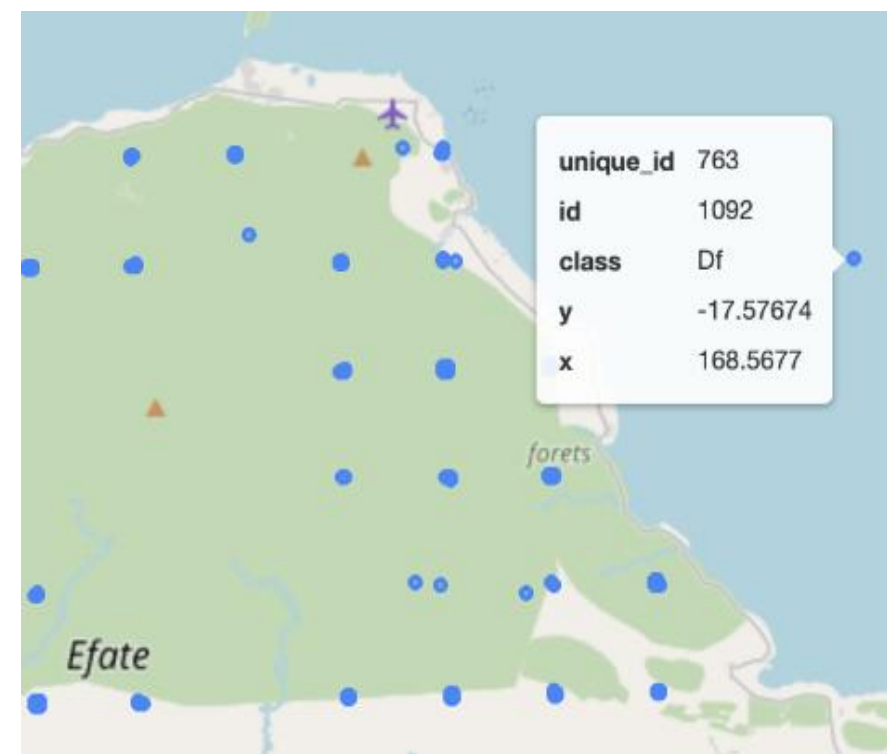 unique_id 763
id 1092
class Df
y -17.57674
x 168.5677
forets
Efate